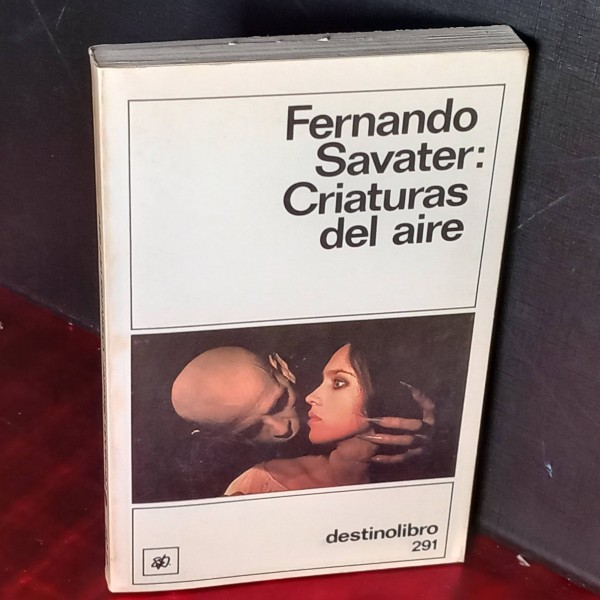 Fernando
Savater:
Criaturas
del aire
destinolibro
291